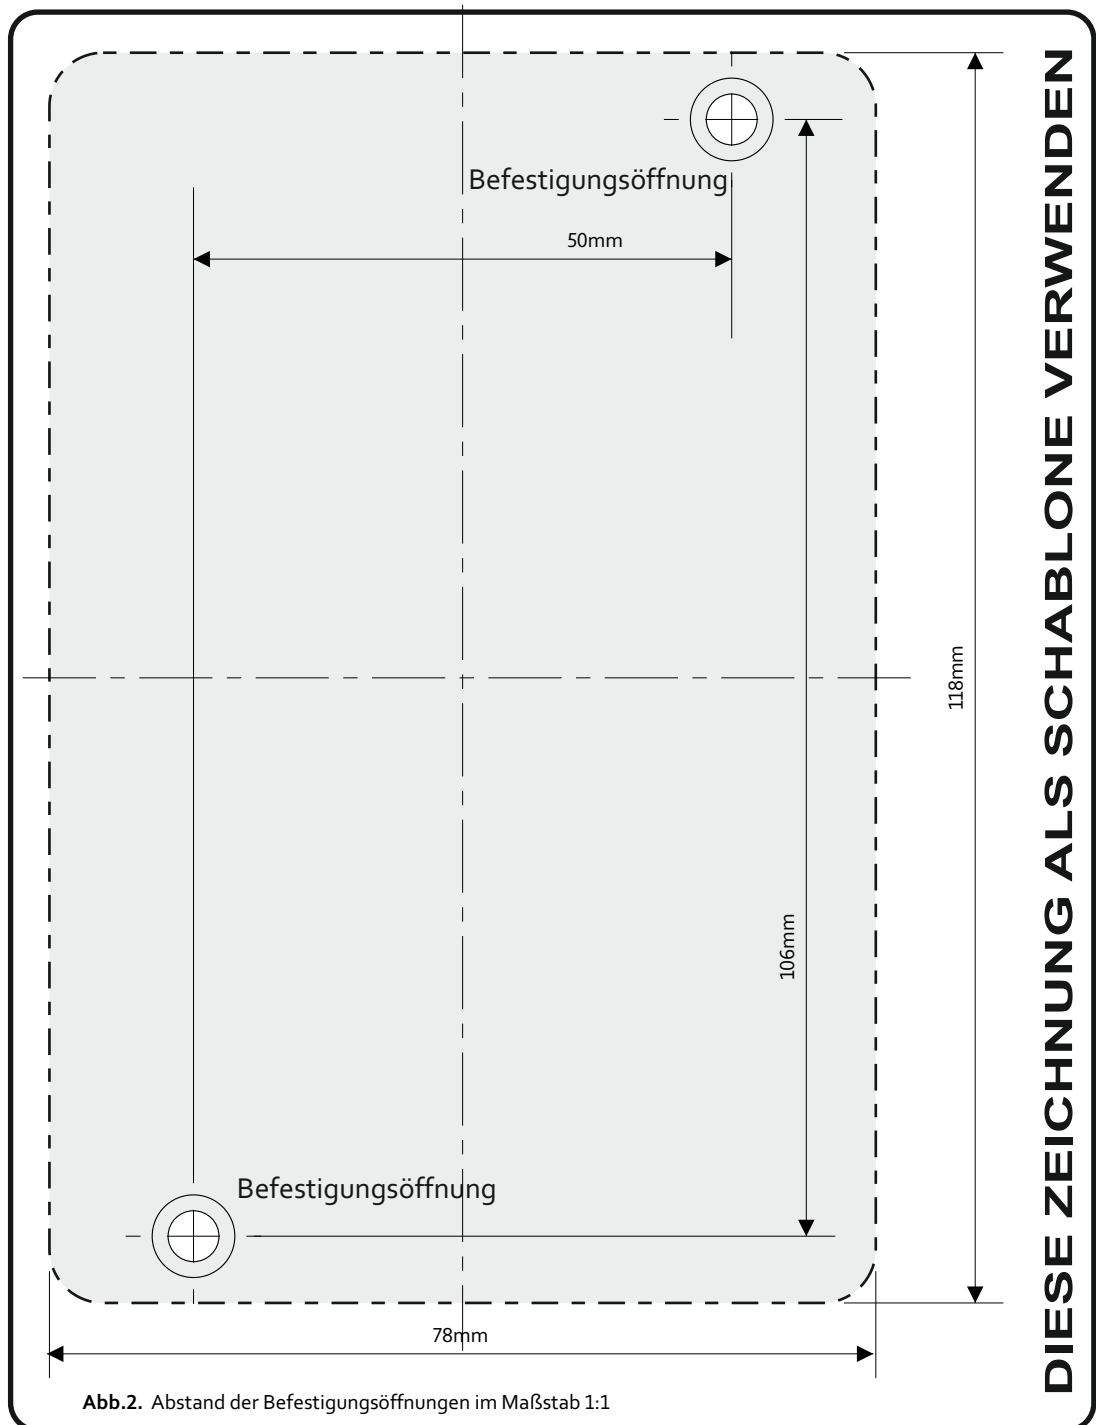 Befestigungsöffnung
50mm
118mm
106mm
Befestigungsöffnung
78mm
Abb.2. Abstand der Befestigungsöffnungen im Maßstab 1:1
DIESE ZEICHNUNG ALS SCHABLONE VERWENDEN